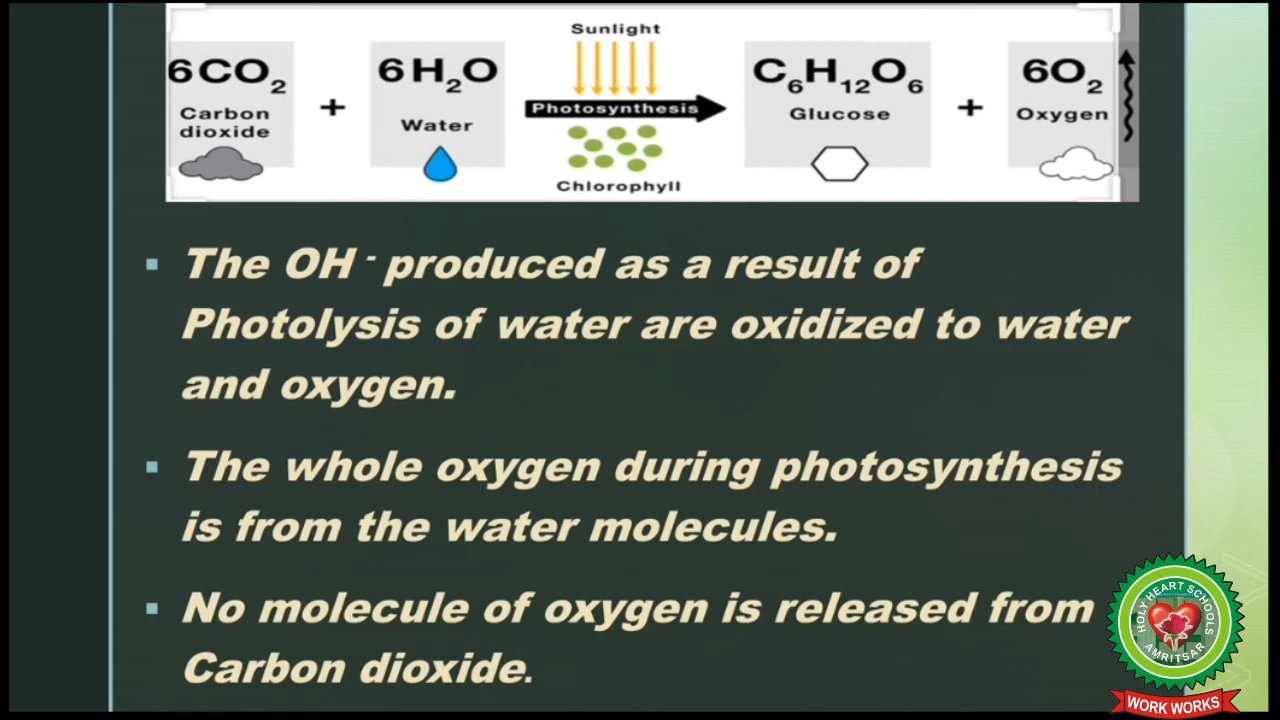 Sunlight
6CO2 + 6H2O Photosynthesis C6H12O6 + 6O2
Carbon dioxide
Water
Glucose
Oxygen
Chlorophyll
▪ The OH - produced as a result of
Photolysis of water are oxidized to water
and oxygen.
▪ The whole oxygen during photosynthesis
is from the water molecules.
▪ No molecule of oxygen is released from
Carbon dioxide.
HOLY HEART SCHOOLS
AMRITSAR
WORK WORKS